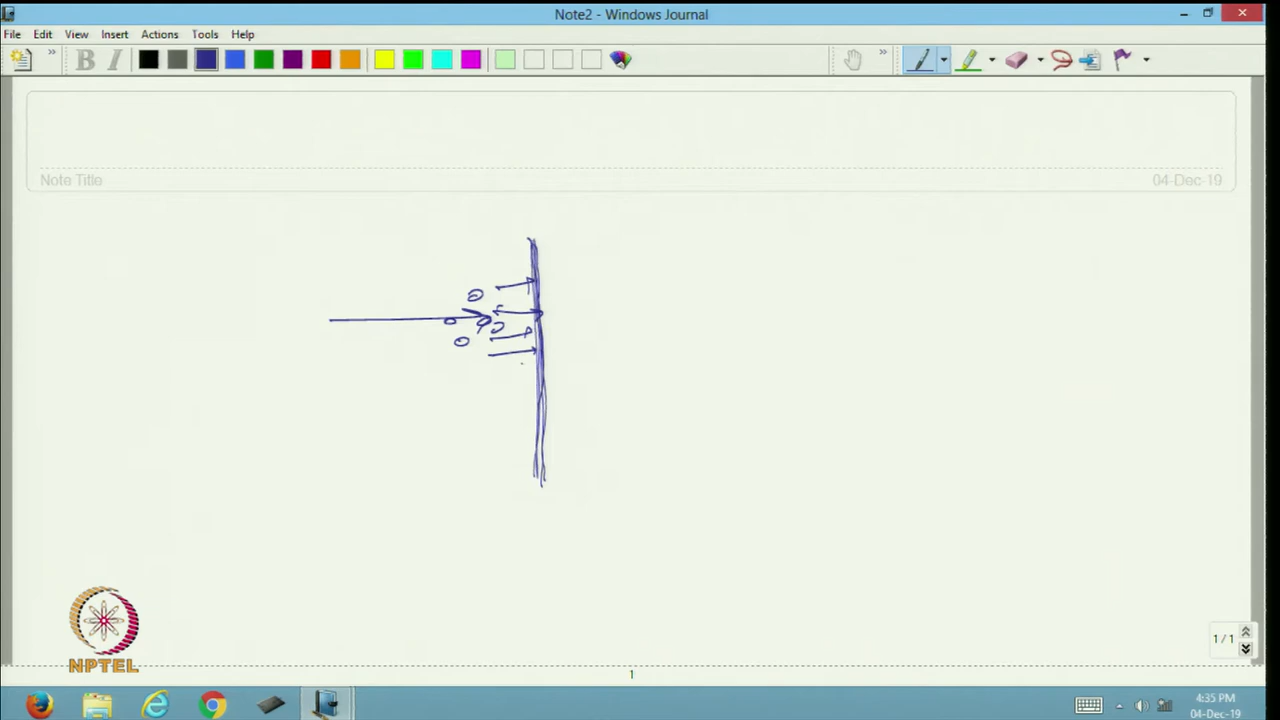 Note2 - Windows Journal
File Edit View Insert Actions Tools Help
B I
Note Title
04-Dec-19
NPTEL
1 / 1
1
4:35 PM
04-Dec-19